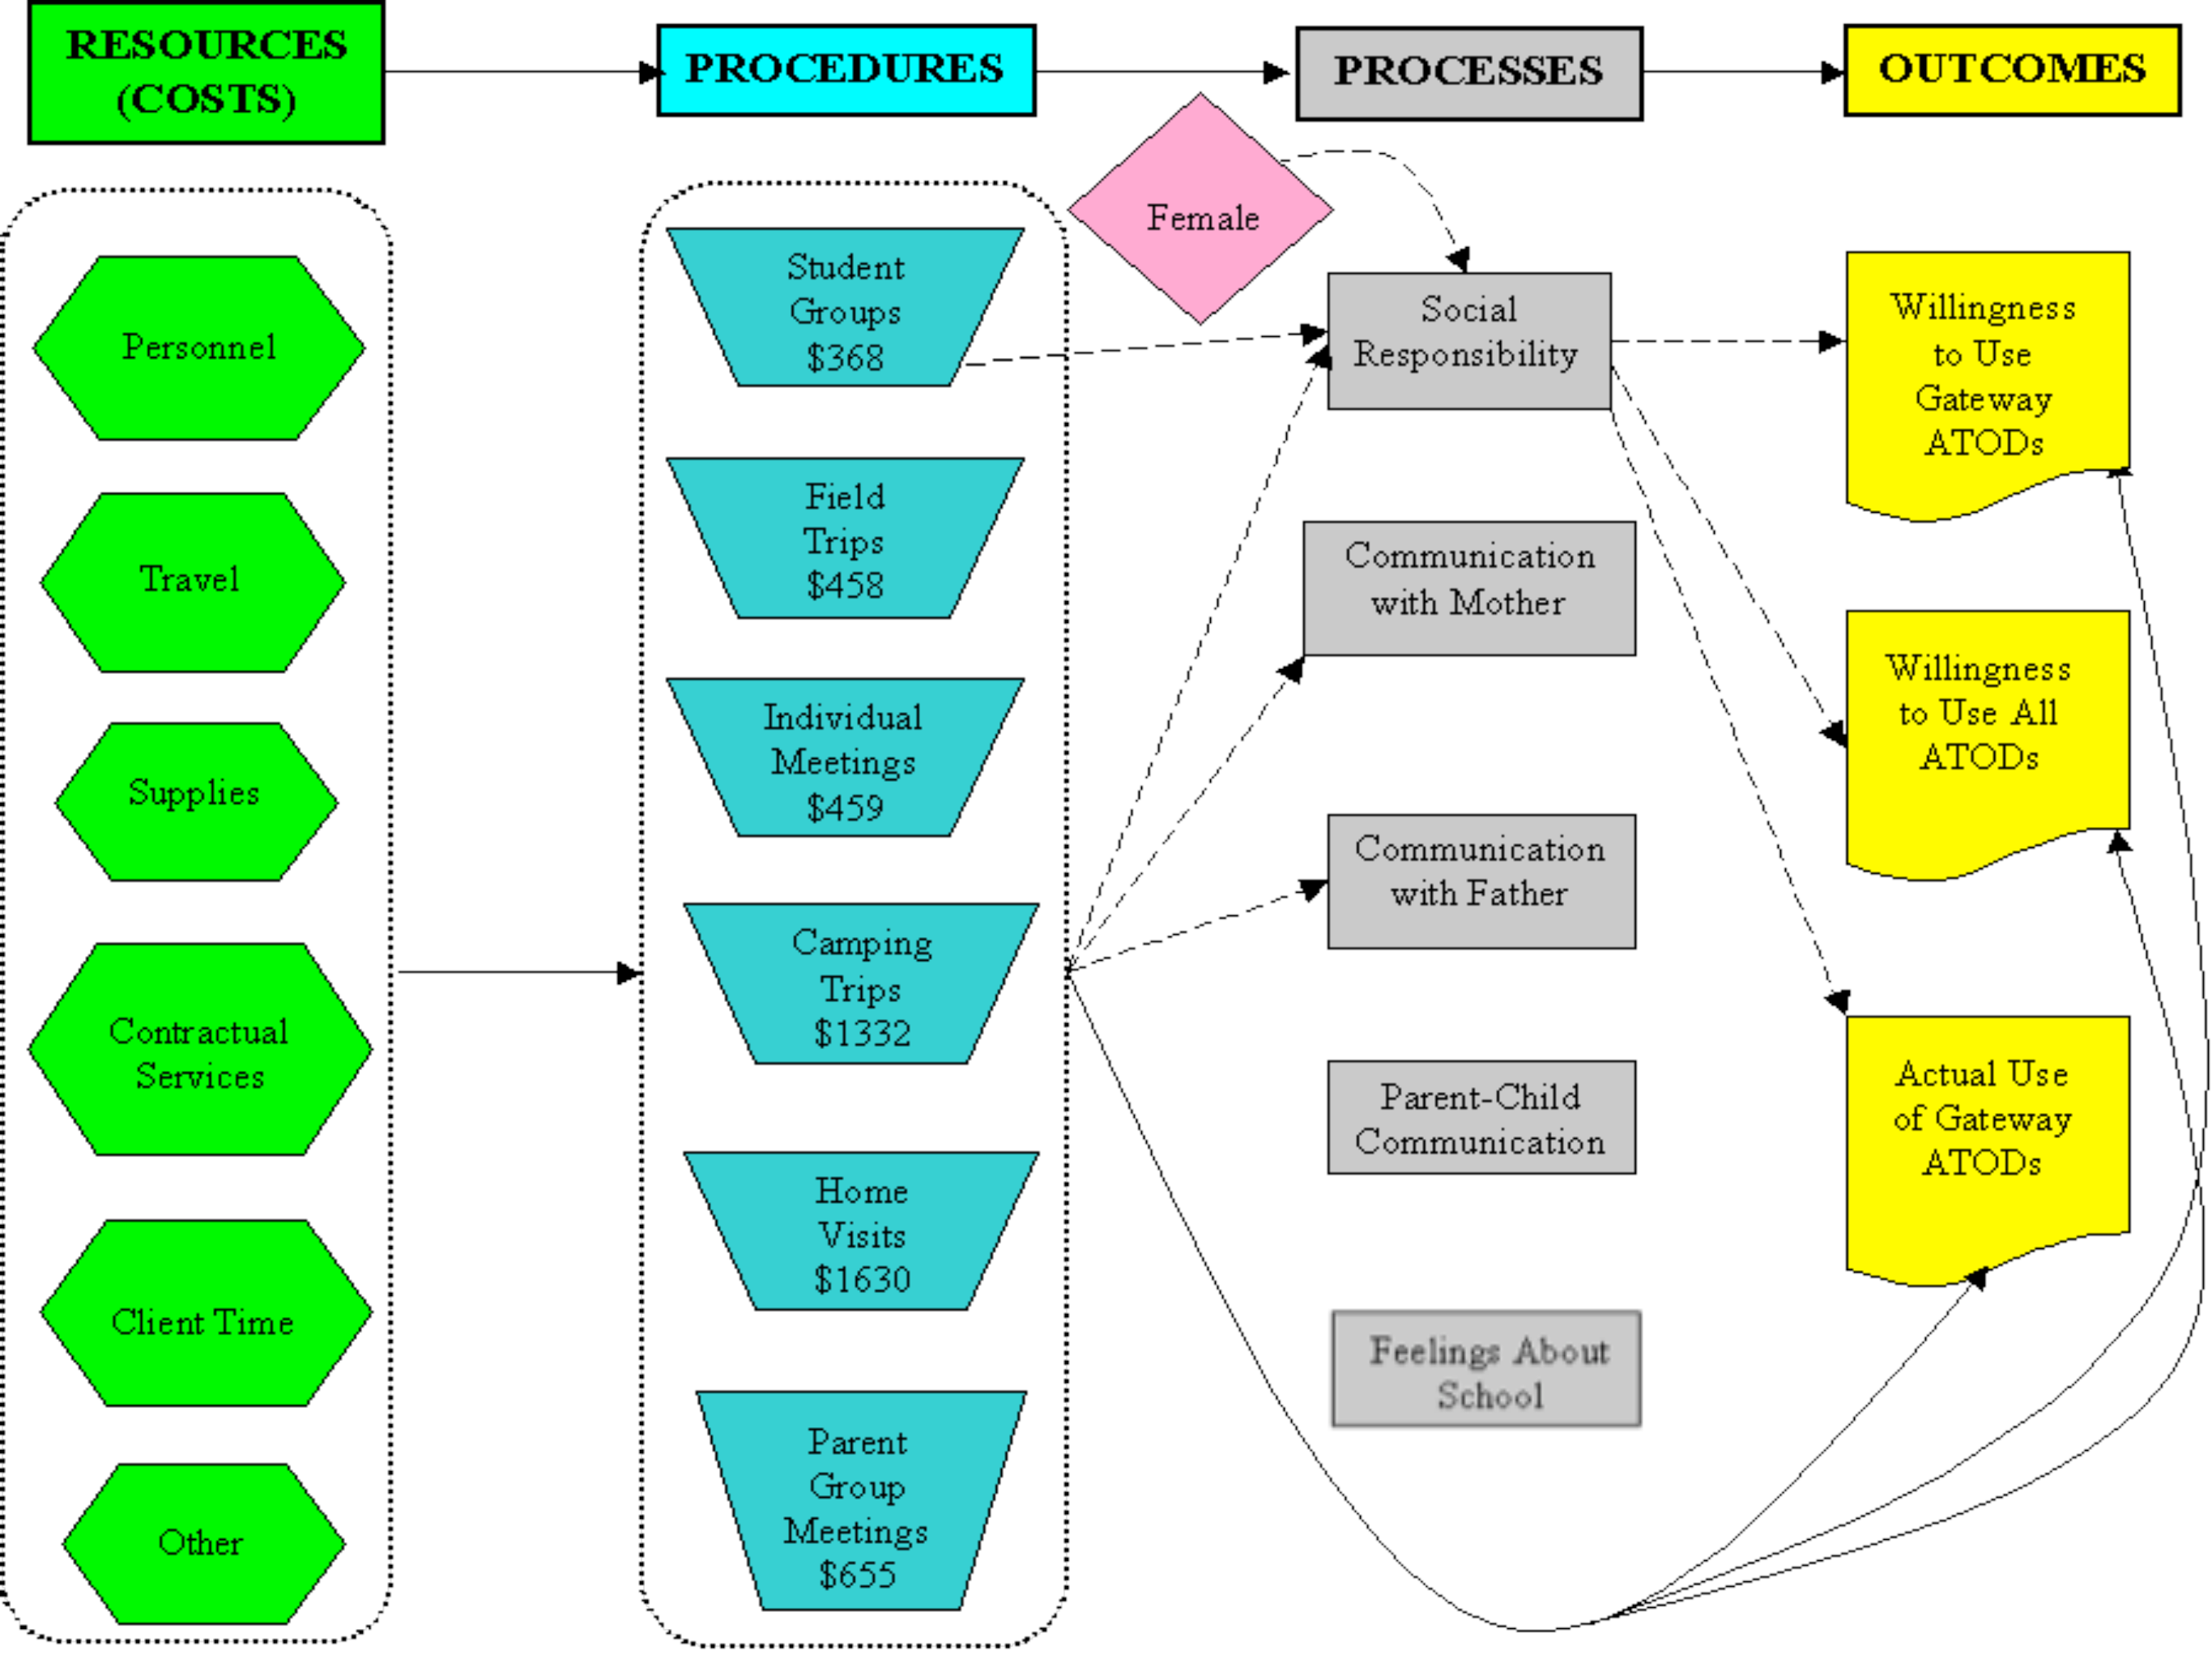 RESOURCES
(COSTS)
PROCEDURES
PROCESSES
OUTCOMES
Personnel
Travel
Supplies
Contractual
Services
Client Time
Other
Student
Groups
$368
Field
Trips
$458
Individual
Meetings
$459
Camping
Trips
$1332
Home
Visits
$1630
Parent
Group
Meetings
$655
Female
Social
Responsibility
Communication
with Mother
Communication
with Father
Parent-Child
Communication
Feelings About
School
Willingness
to Use
Gateway
ATODs
Willingness
to Use All
ATODs
Actual Use
of Gateway
ATODs